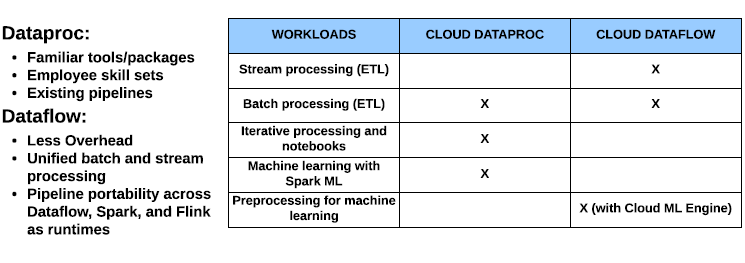 Dataproc:
• Familiar tools/packages
• Employee skill sets
• Existing pipelines
Dataflow:
• Less Overhead
• Unified batch and stream
processing
• Pipeline portability across
Dataflow, Spark, and Flink
as runtimes
WORKLOADS CLOUD DATAPROC CLOUD DATAFLOW
Stream processing (ETL) X
Batch processing (ETL) X X
Iterative processing and
notebooks X
Machine learning with
Spark ML X
Preprocessing for machine
learning X (with Cloud ML Engine)